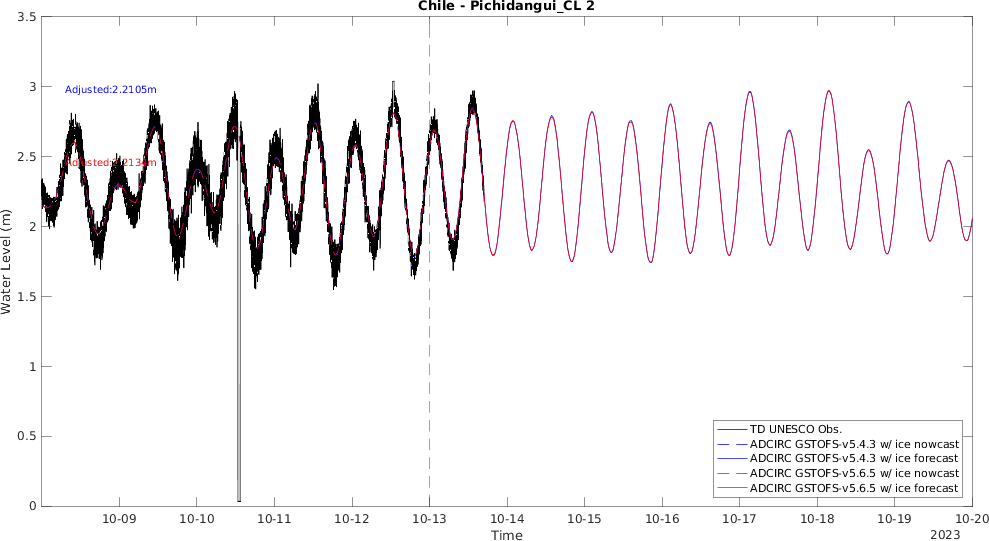 Chile - Pichidangui_CL 2
3.5
3
2.5
2
1.5
1
0.5
0
Water Level (m)
Adjusted:2.2105m
Adjusted:2.2134m
10-09
10-10
10-11
10-12
10-13
10-14
10-15
10-16
10-17
10-18
10-19
10-20
Time
2023
TD UNESCO Obs.
ADCIRC GSTOFS-v5.4.3 w/ ice nowcast
ADCIRC GSTOFS-v5.4.3 w/ ice forecast
ADCIRC GSTOFS-v5.6.5 w/ ice nowcast
ADCIRC GSTOFS-v5.6.5 w/ ice forecast